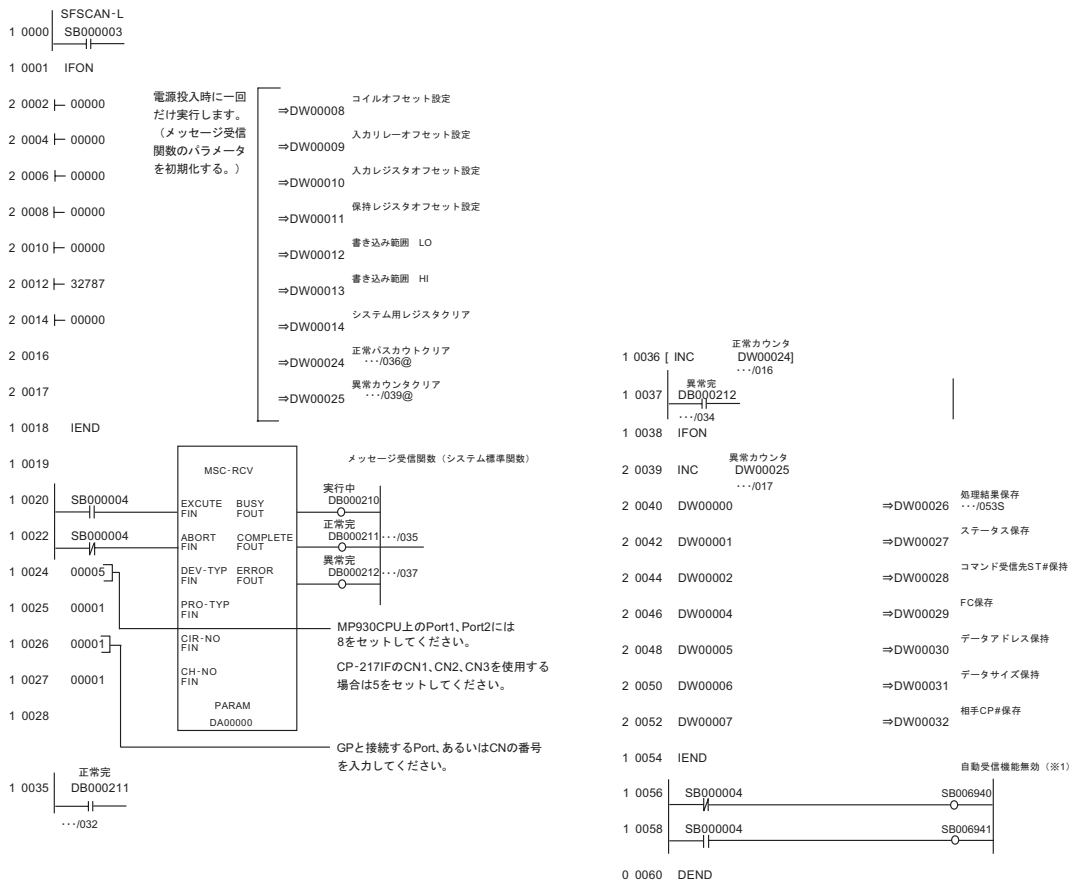 SFSCAN-L
1 0000 SB000003
1 0001 IFON
電源投入時に一回
だけ実行します。
（メッセージ受信
関数のパラメータ
を初期化する。）
2 0002 00000 ⇒DW00008 コイルオフセット設定
2 0004 00000 ⇒DW00009 入力リレーオフセット設定
2 0006 00000 ⇒DW00010 入力レジスタオフセット設定
2 0008 00000 ⇒DW00011 保持レジスタオフセット設定
2 0010 00000 ⇒DW00012 書き込み範囲 LO
2 0012 32787 ⇒DW00013 書き込み範囲 HI
2 0014 00000 ⇒DW00014 システム用レジスタクリア
2 0016 ⇒DW00024 正常パスカウトクリア
···/036@
2 0017 ⇒DW00025 異常カウンタクリア
···/039@
1 0018 IEND
1 0019 MSC-RCV メッセージ受信関数（システム標準関数）
実行中
1 0020 SB000004 EXCUTE BUSY DB000210
FIN FOUT
正常完
1 0022 SB000004 ABORT COMPLETE DB000211 ···/035
FIN FOUT
異常完
1 0024 00005 DEV-TYP ERROR DB000212 ···/037
FIN FOUT
1 0025 00001 PRO-TYP
FIN
1 0026 00001 CIR-NO
FIN
1 0027 00001 CH-NO
FIN
1 0028 PARAM
DA00000
MP930CPU上のPort1、Port2には
8をセットしてください。
CP-217IFのCN1、CN2、CN3を使用する
場合は5をセットしてください。
GPと接続するPort、あるいはCNの番号
を入力してください。
正常完
1 0035 DB000211
···/032
正常カウンタ
1 0036 [ INC DW00024]
···/016
異常完
1 0037 DB000212
···/034
1 0038 IFON
異常カウンタ
2 0039 INC DW00025
···/017
2 0040 DW00000 ⇒DW00026 処理結果保存
···/053S
2 0042 DW00001 ⇒DW00027 ステータス保存
2 0044 DW00002 ⇒DW00028 コマンド受信先ST#保持
2 0046 DW00004 ⇒DW00029 FC保存
2 0048 DW00005 ⇒DW00030 データアドレス保持
2 0050 DW00006 ⇒DW00031 データサイズ保持
2 0052 DW00007 ⇒DW00032 相手CP#保存
1 0054 IEND
自動受信機能無効（※1）
1 0056 SB000004 SB006940
1 0058 SB000004 SB006941
0 0060 DEND